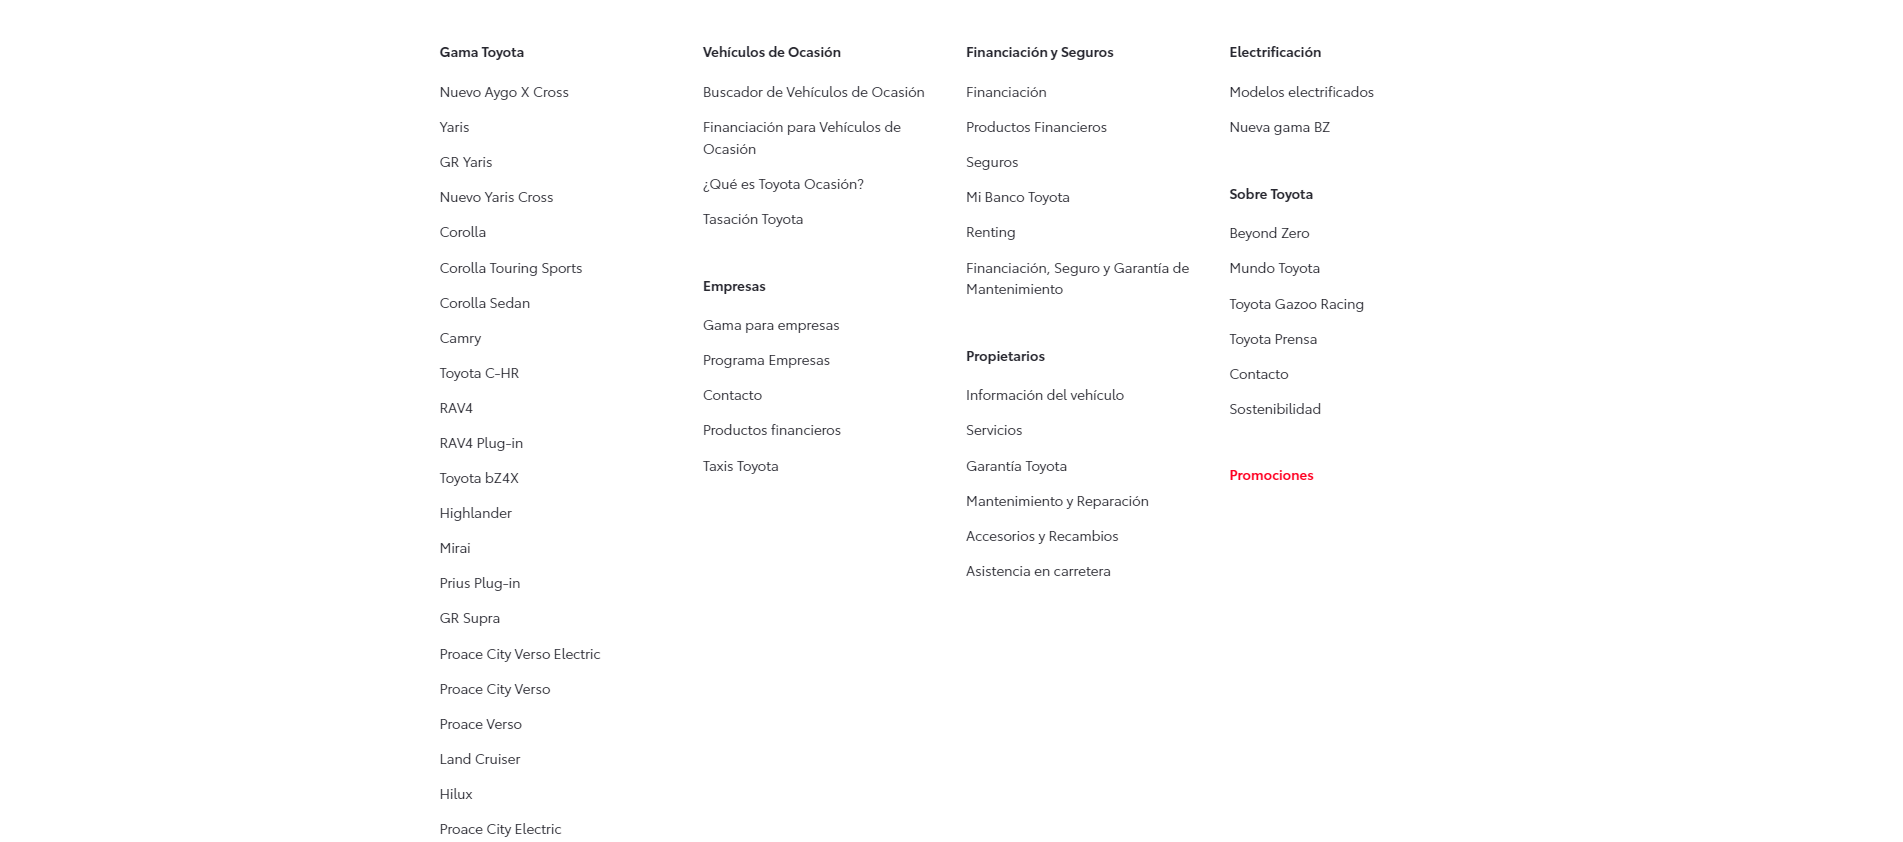 Gama Toyota
Nuevo Aygo X Cross
Yaris
GR Yaris
Nuevo Yaris Cross
Corolla
Corolla Touring Sports
Corolla Sedan
Camry
Toyota C-HR
RAV4
RAV4 Plug-in
Toyota bZ4X
Highlander
Mirai
Prius Plug-in
GR Supra
Proace City Verso Electric
Proace City Verso
Proace Verso
Land Cruiser
Hilux
Proace City Electric
Vehículos de Ocasión
Buscador de Vehículos de Ocasión
Financiación para Vehículos de
Ocasión
¿Qué es Toyota Ocasión?
Tasación Toyota
Empresas
Gama para empresas
Programa Empresas
Contacto
Productos financieros
Taxis Toyota
Financiación y Seguros
Financiación
Productos Financieros
Seguros
Mi Banco Toyota
Renting
Financiación, Seguro y Garantía de
Mantenimiento
Propietarios
Información del vehículo
Servicios
Garantía Toyota
Mantenimiento y Reparación
Accesorios y Recambios
Asistencia en carretera
Electrificación
Modelos electrificados
Nueva gama BZ
Sobre Toyota
Beyond Zero
Mundo Toyota
Toyota Gazoo Racing
Toyota Prensa
Contacto
Sostenibilidad
Promociones